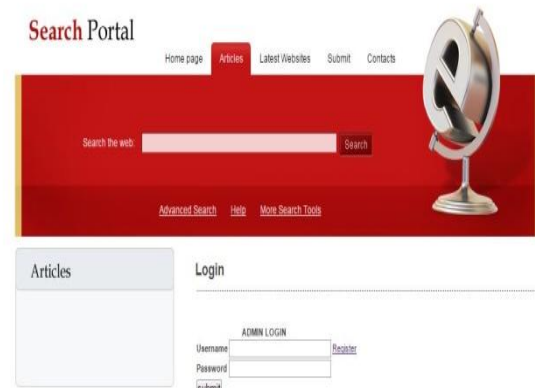 Search Portal
Home page Articles Latest Websites Submit Contacts
Search the web: Search
Advanced Search Help More Search Tools
Articles
Login
ADMIN LOGIN
Username Register
Password
submit